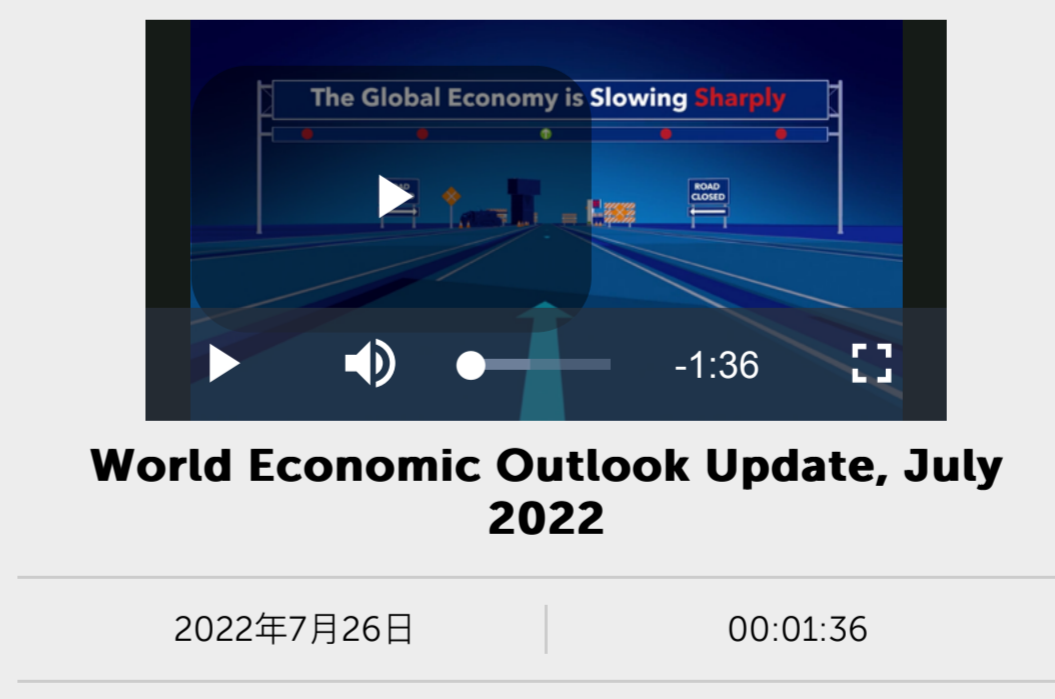 The Global Economy is Slowing Sharply
ROAD
CLOSED
-1:36
World Economic Outlook Update, July
2022
2022年7月26日
00:01:36